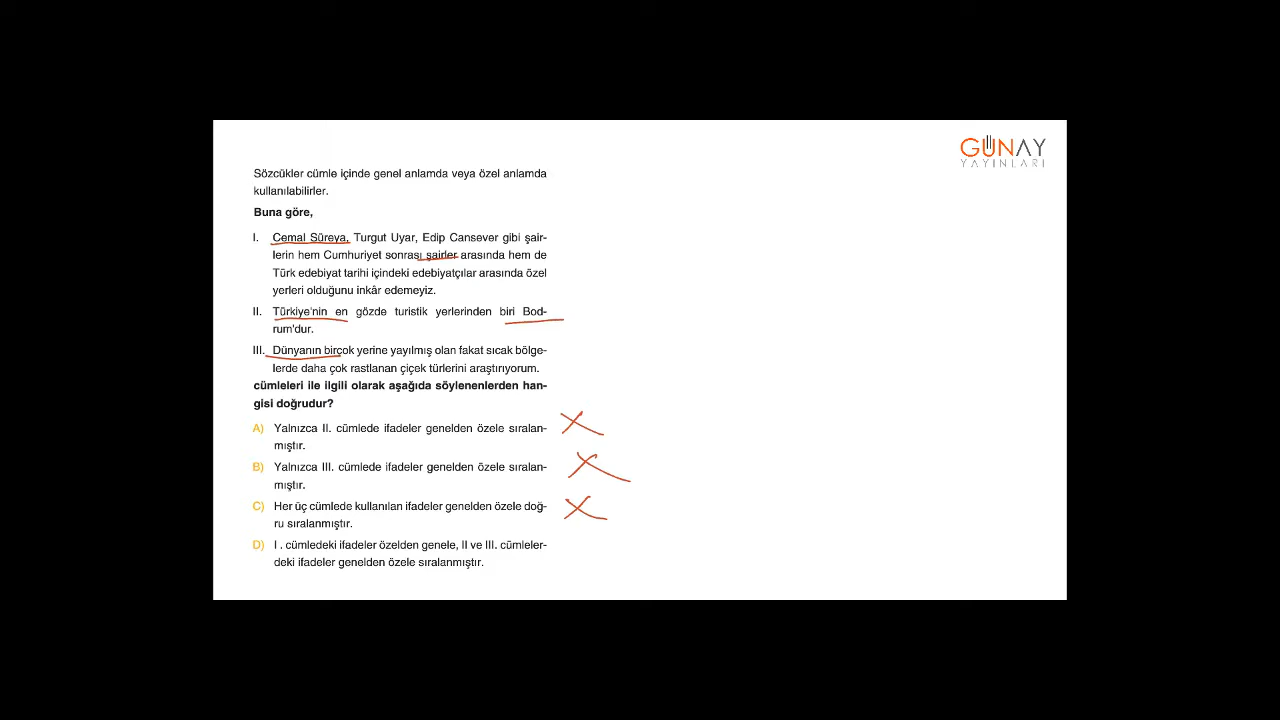 GÜNAY
YAYINLARI
Sözcükler cümle içinde genel anlamda veya özel anlamda
kullanılabilirler.
Buna göre,
I. Cemal Süreya, Turgut Uyar, Edip Cansever gibi şair-
lerin hem Cumhuriyet sonrası şairler arasında hem de
Türk edebiyat tarihi içindeki edebiyatçılar arasında özel
yerleri olduğunu inkâr edemeyiz.
II. Türkiye'nin en gözde turistik yerlerinden biri Bod-
rum'dur.
III. Dünyanın birçok yerine yayılmış olan fakat sıcak bölge-
lerde daha çok rastlanan çiçek türlerini araştırıyorum.
cümleleri ile ilgili olarak aşağıda söylenenlerden han-
gisi doğrudur?
A) Yalnızca II. cümlede ifadeler genelden özele sıralan-
mıştır.
B) Yalnızca III. cümlede ifadeler genelden özele sıralan-
mıştır.
C) Her üç cümlede kullanılan ifadeler genelden özele doğ-
ru sıralanmıştır.
D) I . cümledeki ifadeler özelden genele, II ve III. cümleler-
deki ifadeler genelden özele sıralanmıştır.